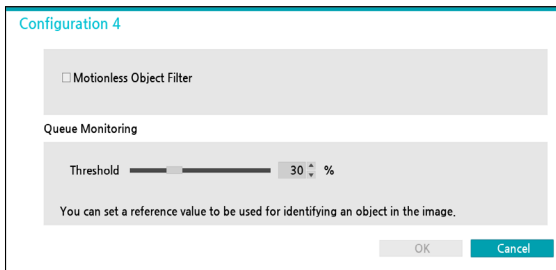 Configuration 4
Motionless Object Filter
Queue Monitoring
Threshold 30 %
You can set a reference value to be used for identifying an object in the image.
OK Cancel